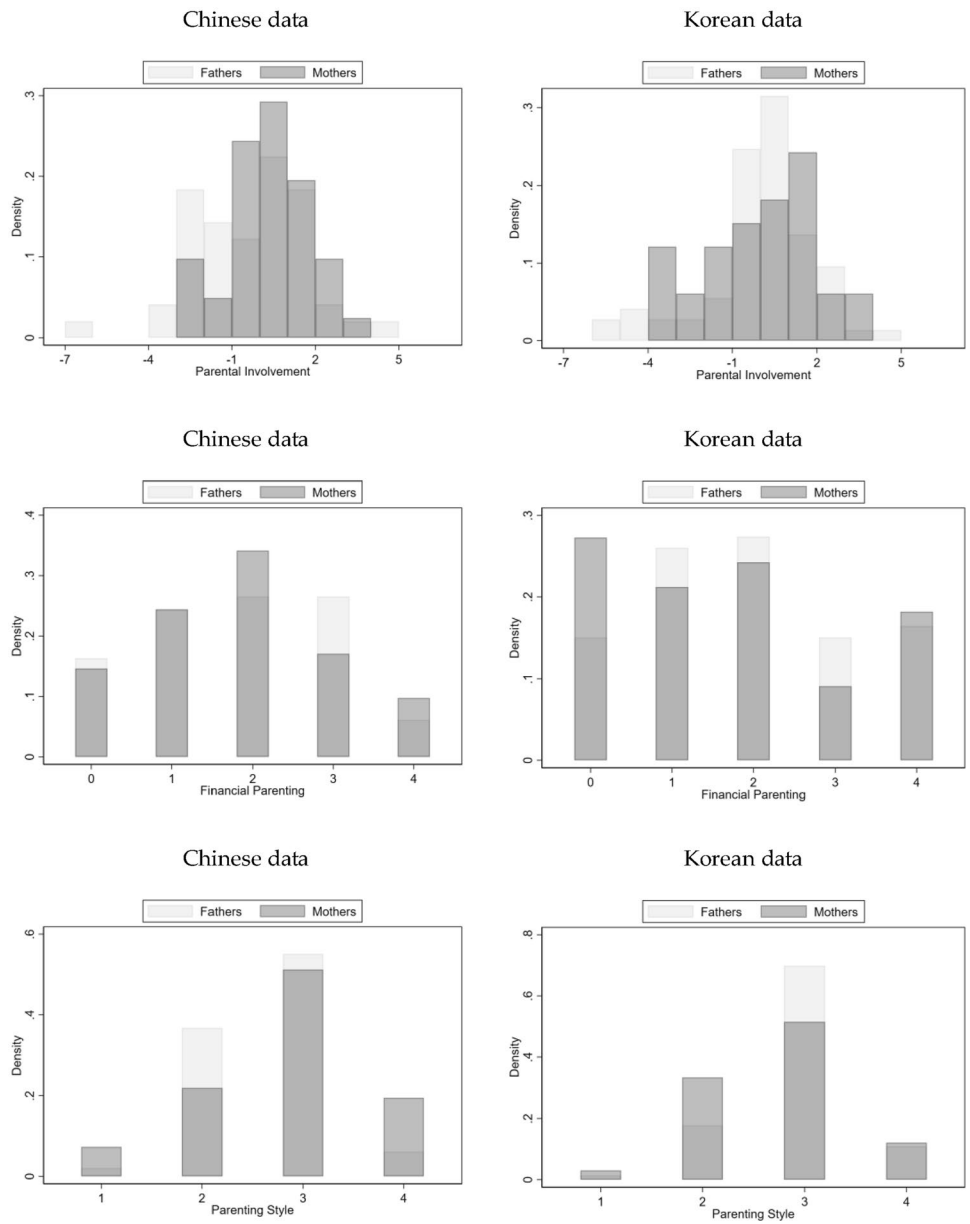 Chinese data
Korean data
Fathers Mothers
Density
0 .1 .2 .3
-7 -4 -1 2 5
Parental Involvement
Fathers Mothers
Density
0 .1 .2 .3
-7 -4 -1 2 5
Parental Involvement
Chinese data
Korean data
Fathers Mothers
Density
0 .1 .2 .3 .4
0 1 2 3 4
Financial Parenting
Fathers Mothers
Density
0 .1 .2 .3
0 1 2 3 4
Financial Parenting
Chinese data
Korean data
Fathers Mothers
Density
0 .2 .4 .6
1 2 3 4
Parenting Style
Fathers Mothers
Density
0 .2 .4 .6 .8
1 2 3 4
Parenting Style